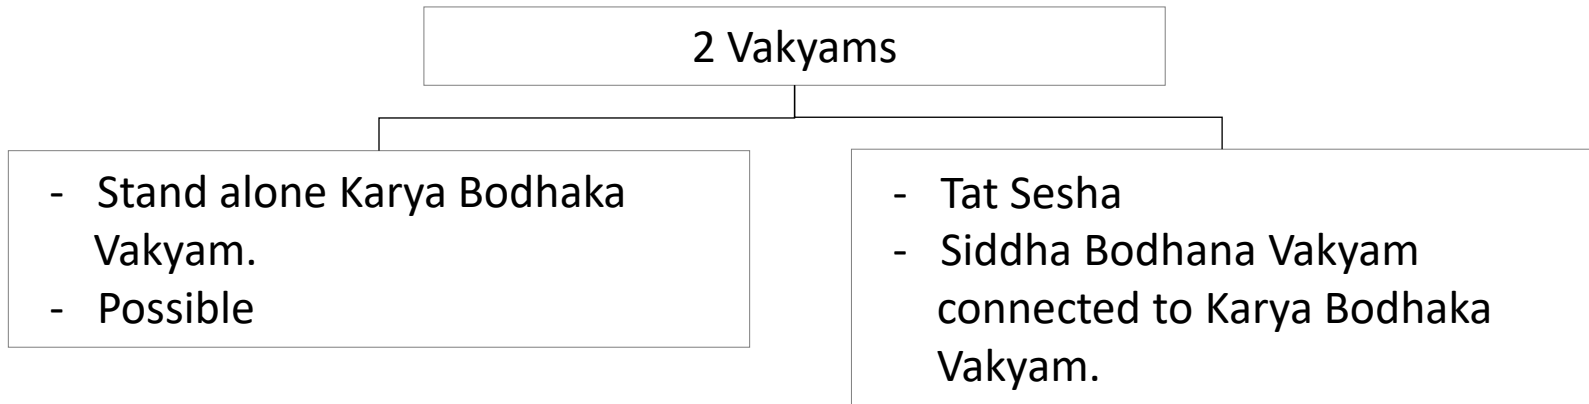 2 Vakyams
- Stand alone Karya Bodhaka
Vakyam.
- Possible
- Tat Sesha
- Siddha Bodhana Vakyam
connected to Karya Bodhaka
Vakyam.